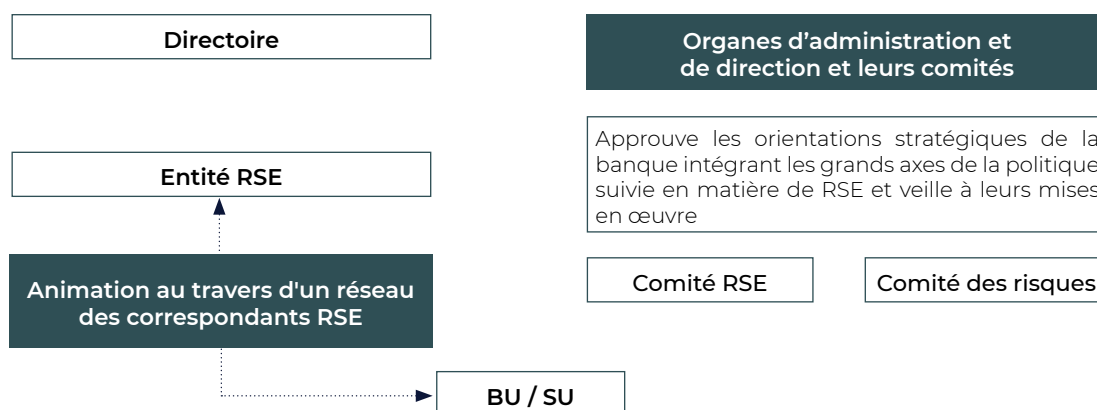 Directoire
Entité RSE
Animation au travers d'un réseau
des correspondants RSE
BU / SU
Organes d’administration et
de direction et leurs comités
Approuve les orientations stratégiques de la
banque intégrant les grands axes de la politique
suivie en matière de RSE et veille à leurs mises
en œuvre
Comité RSE
Comité des risques